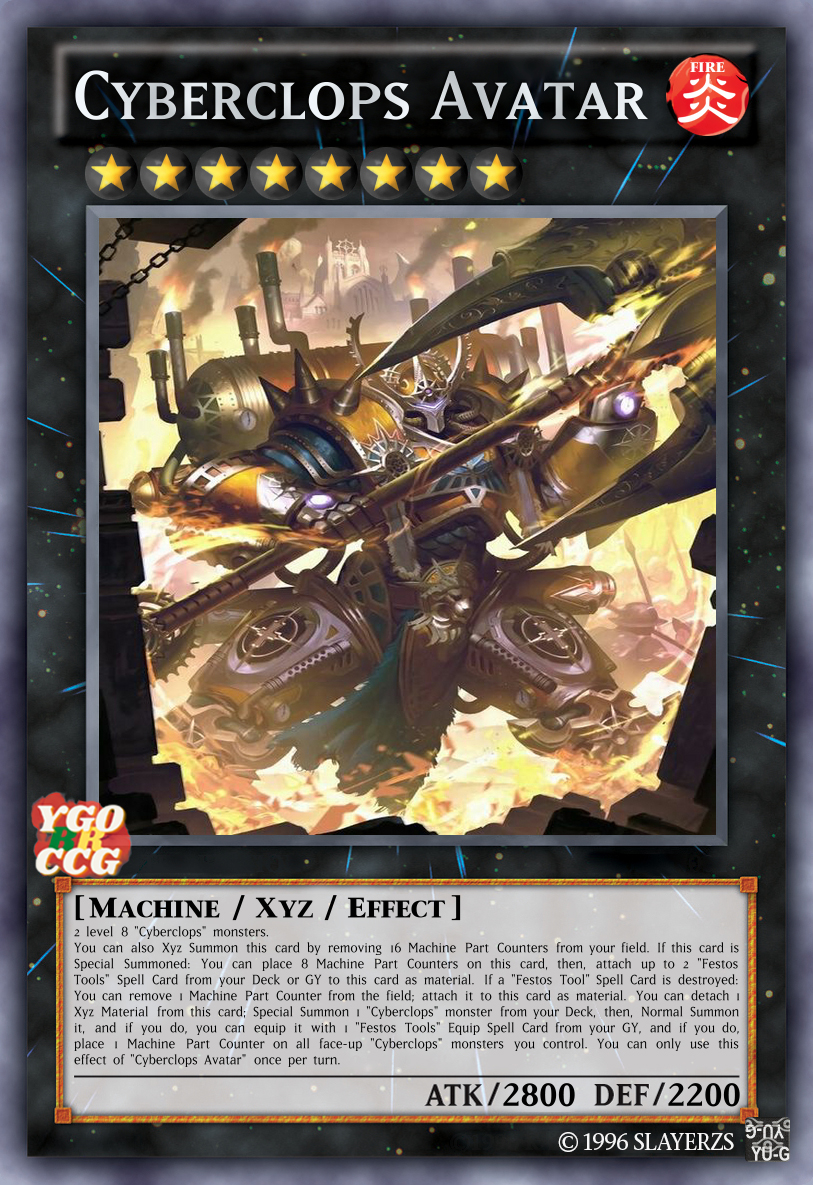 CYBERCLOPS AVATAR
FIRE
炎
YGO
BR
CCG
[ MACHINE / XYZ / EFFECT ]
2 level 8 "Cyberclops" monsters.
You can also Xyz Summon this card by removing 16 Machine Part Counters from your field. If this card is
Special Summoned: You can place 8 Machine Part Counters on this card, then, attach up to 2 "Festos
Tools" Spell Card from your Deck or GY to this card as material. If a "Festos Tool" Spell Card is destroyed:
You can remove 1 Machine Part Counter from the field; attach it to this card as material. You can detach 1
Xyz Material from this card; Special Summon 1 "Cyberclops" monster from your Deck, then, Normal Summon
it, and if you do, you can equip it with 1 "Festos Tools" Equip Spell Card from your GY, and if you do,
place 1 Machine Part Counter on all face-up "Cyberclops" monsters you control. You can only use this
effect of "Cyberclops Avatar" once per turn.
ATK/2800 DEF/2200
© 1996 SLAYERZS
YU-G
YU-G